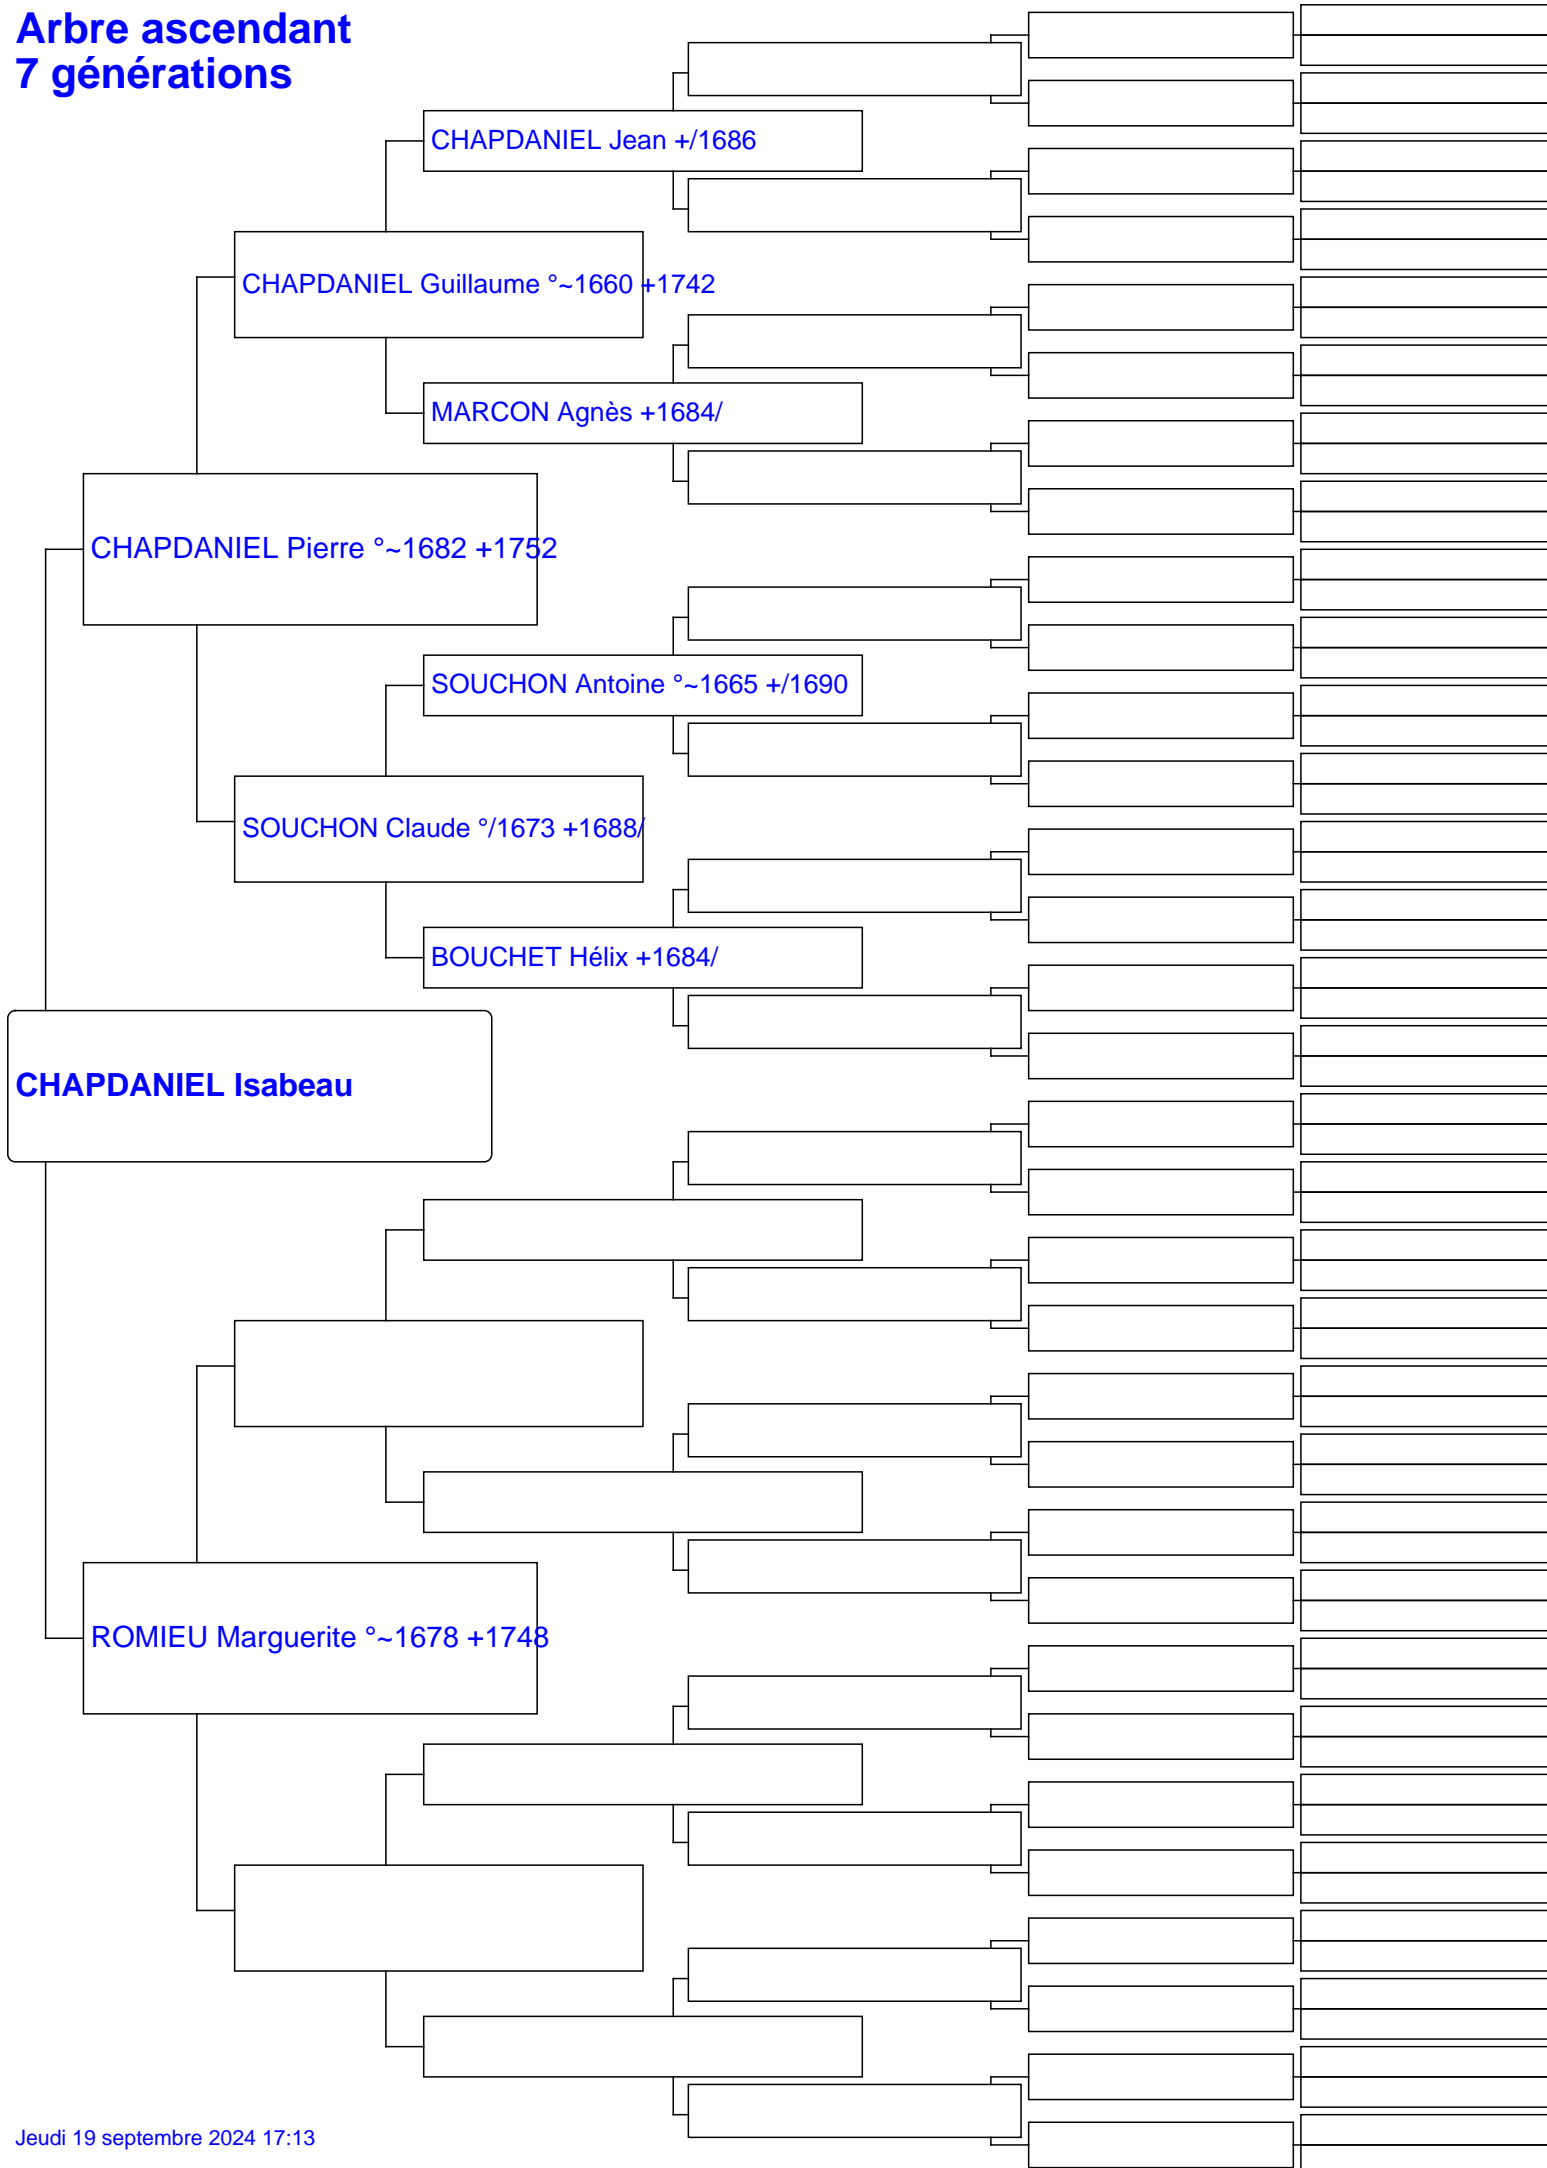 Arbre ascendant
7 générations
CHAPDANIEL Jean +/1686
CHAPDANIEL Guillaume °~1660 +1742
MARCON Agnès +1684/
CHAPDANIEL Pierre °~1682 +1752
SOUCHON Antoine °~1665 +/1690
SOUCHON Claude °/1673 +1688/
BOUCHET Hélix +1684/
CHAPDANIEL Isabeau
ROMIEU Marguerite °~1678 +1748
Jeudi 19 septembre 2024 17:13